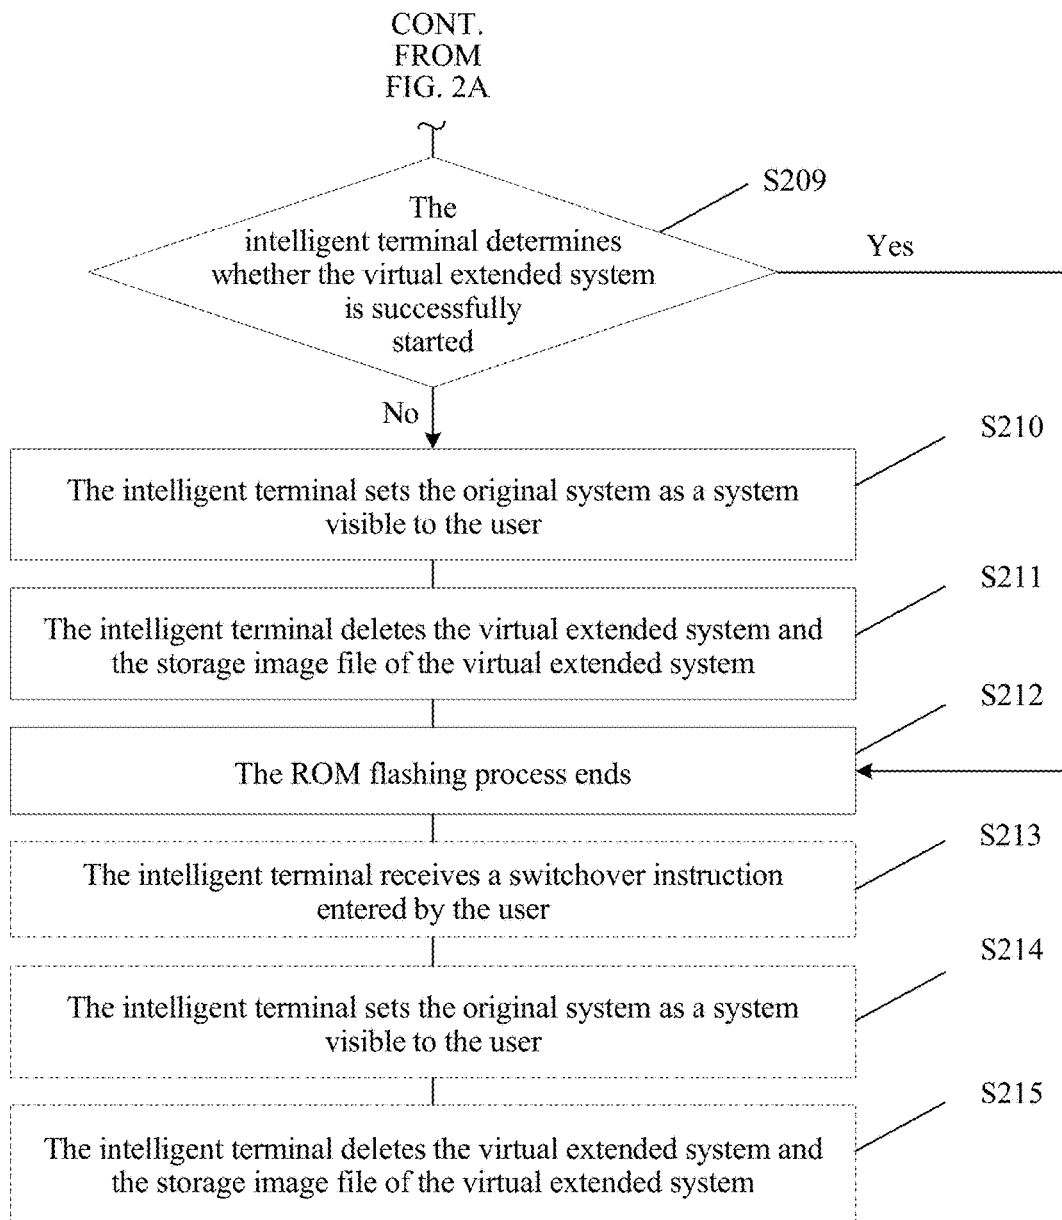 CONT.
FROM
FIG. 2A
S209
The
intelligent terminal determines
whether the virtual extended system
is successfully
started
Yes
No
S210
The intelligent terminal sets the original system as a system
visible to the user
S211
The intelligent terminal deletes the virtual extended system and
the storage image file of the virtual extended system
S212
The ROM flashing process ends
S213
The intelligent terminal receives a switchover instruction
entered by the user
S214
The intelligent terminal sets the original system as a system
visible to the user
S215
The intelligent terminal deletes the virtual extended system and
the storage image file of the virtual extended system